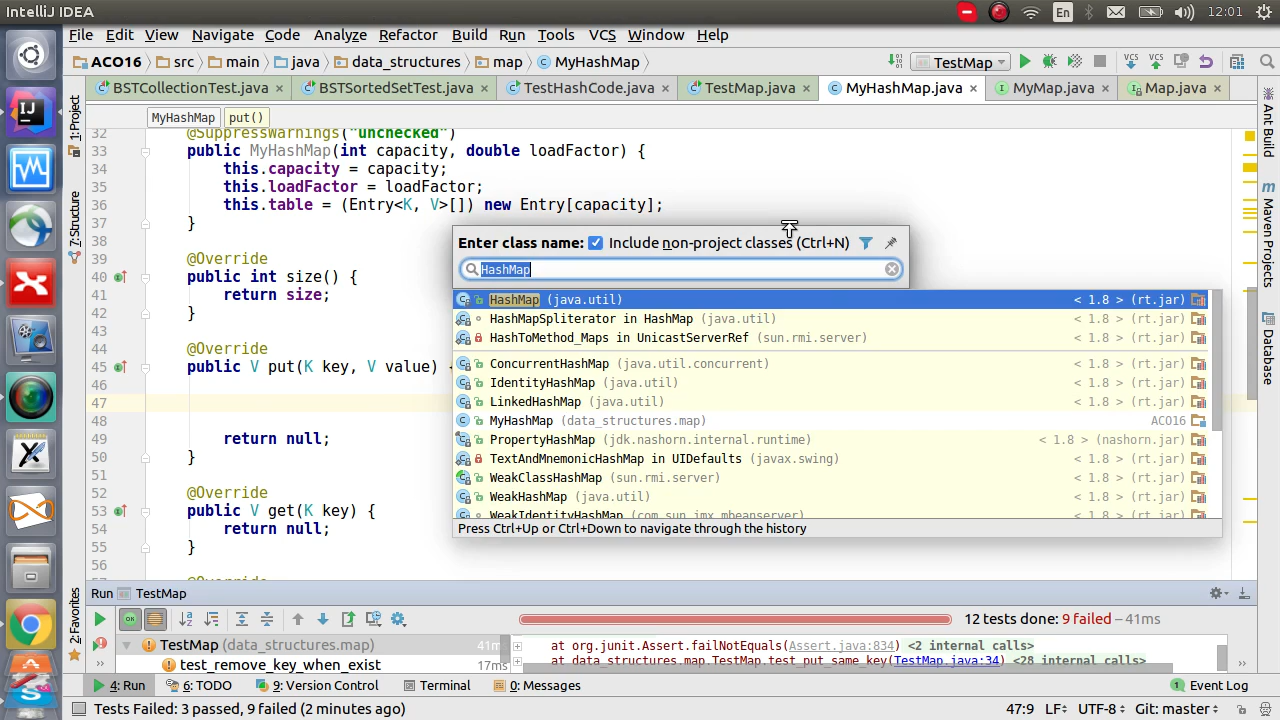 IntelliJ IDEA
En
12:01
File Edit View Navigate Code Analyze Refactor Build Run Tools VCS Window Help
ACO16 src main java data_structures map MyHashMap
TestMap
VCS VCS
BSTCollectionTest.java × BSTSortedSetTest.java × TestHashCode.java × TestMap.java × MyHashMap.java × MyMap.java × Map.java ×
MyHashMap put()
1: Project
7: Structure
2: Favorites
Ant Build
Maven Projects
Database
32 @SuppressWarnings("unchecked")
33 public MyHashMap(int capacity, double loadFactor) {
34 this.capacity = capacity;
35 this.loadFactor = loadFactor;
36 this.table = (Entry<K, V>[]) new Entry[capacity];
37 }
38
39 @Override
40 public int size() {
41 return size;
42 }
43
44 @Override
45 public V put(K key, V value) {
46
47
48
49 return null;
50 }
51
52 @Override
53 public V get(K key) {
54 return null;
55 }
56
57 @Override
Enter class name: Include non-project classes (Ctrl+N)
HashMap
HashMap (java.util) < 1.8 > (rt.jar)
HashMapSpliterator in HashMap (java.util) < 1.8 > (rt.jar)
HashToMethod_Maps in UnicastServerRef (sun.rmi.server) < 1.8 > (rt.jar)
ConcurrentHashMap (java.util.concurrent) < 1.8 > (rt.jar)
IdentityHashMap (java.util) < 1.8 > (rt.jar)
LinkedHashMap (java.util) < 1.8 > (rt.jar)
MyHashMap (data_structures.map) ACO16
PropertyHashMap (jdk.nashorn.internal.runtime) < 1.8 > (nashorn.jar)
TextAndMnemonicHashMap in UIDefaults (javax.swing) < 1.8 > (rt.jar)
WeakClassHashMap (sun.rmi.server) < 1.8 > (rt.jar)
WeakHashMap (java.util) < 1.8 > (rt.jar)
WeakIdentityHashMap (com.sun.jmx.mbeanserver) < 1.8 > (rt.jar)
Press Ctrl+Up or Ctrl+Down to navigate through the history
Run TestMap
12 tests done: 9 failed – 41ms
TestMap (data_structures.map) 41ms
test_remove_key_when_exist 17ms
at org.junit.Assert.failNotEquals(Assert.java:834) <2 internal calls>
at data_structures.map.TestMap.test_put_same_key(TestMap.java:34) <28 internal calls>
4: Run 6: TODO 9: Version Control Terminal 0: Messages 1 Event Log
Tests Failed: 3 passed, 9 failed (2 minutes ago) 47:9 LF UTF-8 Git: master